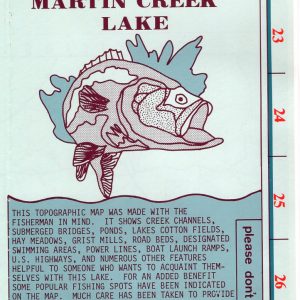 MARTIN CREEK
LAKE
23
24
25
26
THIS TOPOGRAPHIC MAP WAS MADE WITH THE
FISHERMAN IN MIND. IT SHOWS CREEK CHANNELS,
SUBMERGED BRIDGES, PONDS, LAKES COTTON FIELDS,
HAY MEADOWS, GRIST MILLS, ROAD BEDS, DESIGNATED
SWIMMING AREAS, POWER LINES, BOAT LAUNCH RAMPS,
U.S. HIGHWAYS, AND NUMEROUS OTHER FEATURES
HELPFUL TO SOMEONE WHO WANTS TO ACQUAINT THEM-
SELVES WITH THIS LAKE. FOR AN ADDED BENEFIT
SOME POPULAR FISHING SPOTS HAVE BEEN INDICATED
ON THE MAP. MUCH CARE HAS BEEN TAKEN TO PROVIDE
please don't